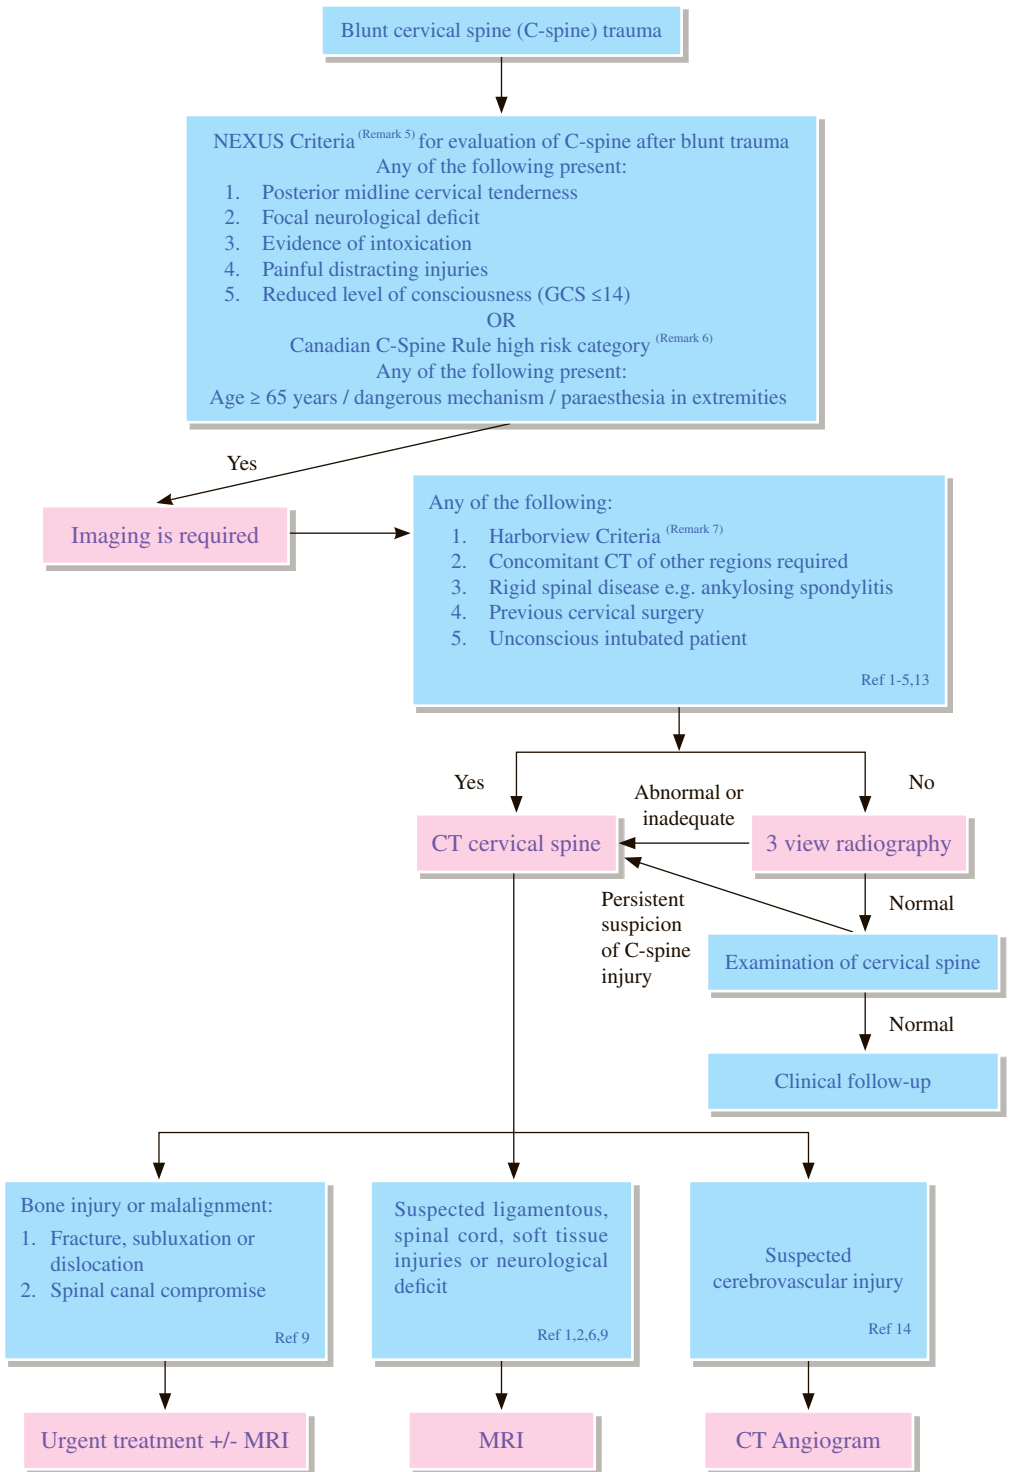 Blunt cervical spine (C-spine) trauma
NEXUS Criteria (Remark 5) for evaluation of C-spine after blunt trauma
Any of the following present:
1. Posterior midline cervical tenderness
2. Focal neurological deficit
3. Evidence of intoxication
4. Painful distracting injuries
5. Reduced level of consciousness (GCS ≤14)
OR
Canadian C-Spine Rule high risk category (Remark 6)
Any of the following present:
Age ≥ 65 years / dangerous mechanism / paraesthesia in extremities
Yes
Imaging is required
Any of the following:
1. Harborview Criteria (Remark 7)
2. Concomitant CT of other regions required
3. Rigid spinal disease e.g. ankylosing spondylitis
4. Previous cervical surgery
5. Unconscious intubated patient
Ref 1-5,13
Yes
No
Abnormal or
inadequate
CT cervical spine
3 view radiography
Normal
Persistent
suspicion
of C-spine
injury
Examination of cervical spine
Normal
Clinical follow-up
Bone injury or malalignment:
1. Fracture, subluxation or
dislocation
2. Spinal canal compromise
Ref 9
Suspected ligamentous,
spinal cord, soft tissue
injuries or neurological
deficit
Ref 1,2,6,9
Suspected
cerebrovascular injury
Ref 14
Urgent treatment +/- MRI
MRI
CT Angiogram